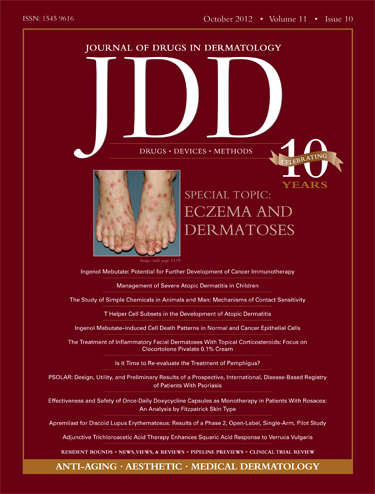 ISSN: 1545 9616
October 2012 • Volume 11 • Issue 10
JOURNAL OF DRUGS IN DERMATOLOGY
JDD
DRUGS • DEVICES • METHODS
CELEBRATING
10
YEARS
SPECIAL TOPIC:
ECZEMA AND
DERMATOSES
Ingenol Mebutate: Potential for Further Development of Cancer Immunotherapy
Management of Severe Atopic Dermatitis in Children
The Study of Simple Chemicals in Animals and Man: Mechanisms of Contact Sensitivity
T Helper Cell Subsets in the Development of Atopic Dermatitis
Ingenol Mebutate–induced Cell Death Patterns in Normal and Cancer Epithelial Cells
The Treatment of Inflammatory Facial Dermatoses With Topical Corticosteroids: Focus on
Clocortolone Pivalate 0.1% Cream
Is it Time to Re-evaluate the Treatment of Pemphigus?
PSOLAR: Design, Utility, and Preliminary Results of a Prospective, International, Disease-Based Registry
of Patients With Psoriasis
Effectiveness and Safety of Once-Daily Doxycycline Capsules as Monotherapy in Patients With Rosacea:
An Analysis by Fitzpatrick Skin Type
Apremilast for Discoid Lupus Erythematosus: Results of a Phase 2, Open-Label, Single-Arm, Pilot Study
Adjunctive Trichloroacetic Acid Therapy Enhances Squaric Acid Response to Verruca Vulgaris
RESIDENT ROUNDS • NEWS, VIEWS, & REVIEWS • PIPELINE PREVIEWS • CLINICAL TRIAL REVIEW
ANTI-AGING • AESTHETIC • MEDICAL DERMATOLOGY